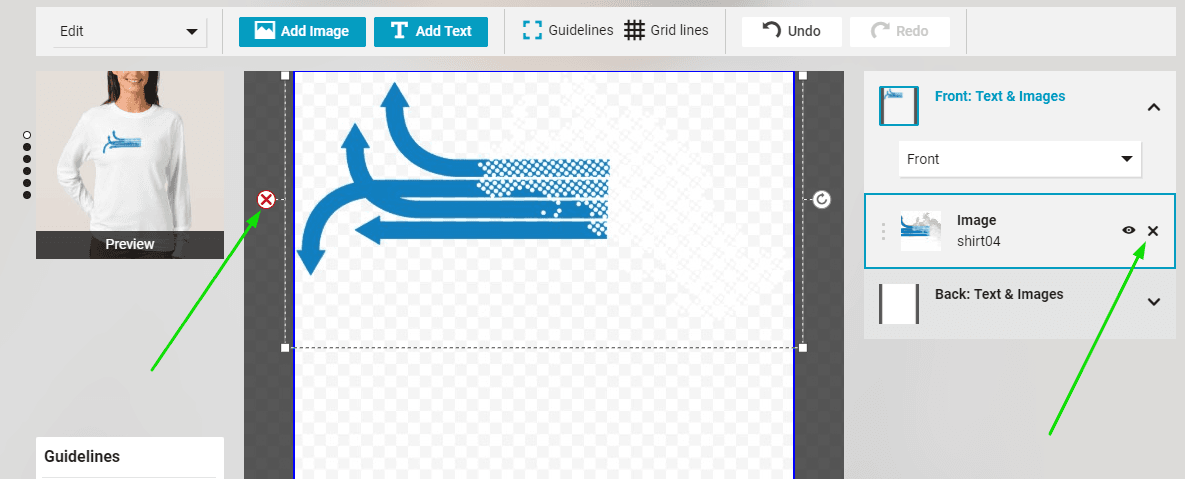 Edit
Add Image
Add Text
Guidelines
Grid lines
Undo
Redo
Front: Text & Images
Front
Image
shirt04
Preview
Back: Text & Images
Guidelines